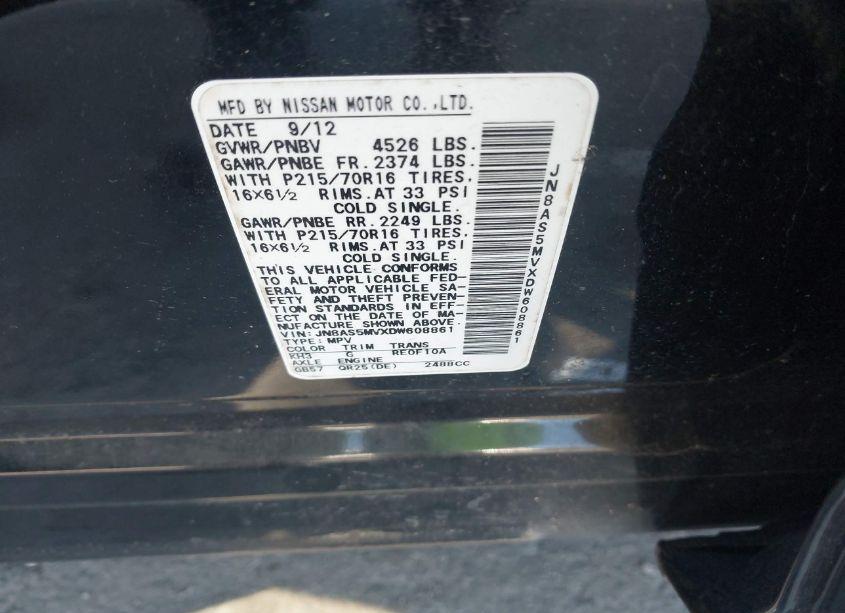 MFD BY NISSAN MOTOR CO.,LTD.
DATE 9/12
GVWR/PNBV 4526 LBS.
GAWR/PNBE FR. 2374 LBS.
WITH P215/70R16 TIRES.
16X6½ RIMS. AT 33 PSI
COLD SINGLE.
GAWR/PNBE RR. 2249 LBS.
WITH P215/70R16 TIRES.
16X6½ RIMS. AT 33 PSI
COLD SINGLE.
THIS VEHICLE CONFORMS
TO ALL APPLICABLE FED-
ERAL MOTOR VEHICLE SA-
FETY AND THEFT PREVEN-
TION STANDARDS IN EFF-
ECT ON THE DATE OF MA-
NUFACTURE SHOWN ABOVE.
VIN: JN8AS5MVXDW608861
TYPE: MPV
COLOR TRIM TRANS
KH3 G RE0F10A
AXLE ENGINE
GB57 QR25(DE) 2488CC
JN8AS5MVXDW608861